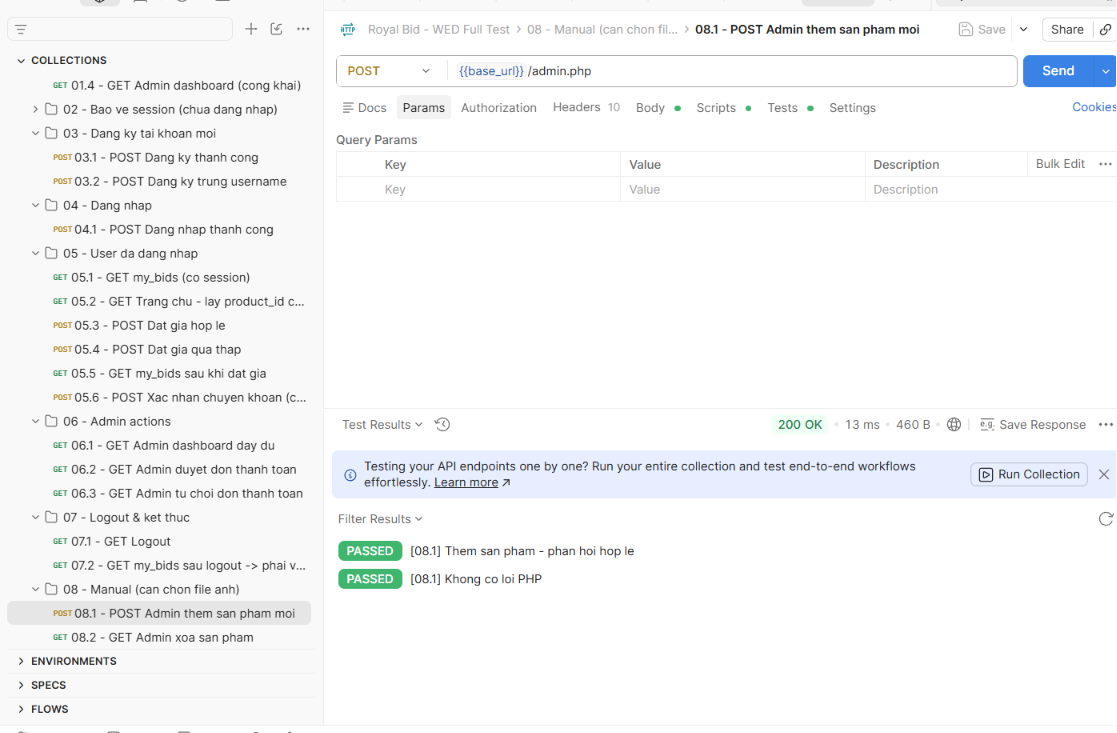 COLLECTIONS
GET 01.4 - GET Admin dashboard (cong khai)
02 - Bao ve session (chua dang nhap)
03 - Dang ky tai khoan moi
POST 03.1 - POST Dang ky thanh cong
POST 03.2 - POST Dang ky trung username
04 - Dang nhap
POST 04.1 - POST Dang nhap thanh cong
05 - User da dang nhap
GET 05.1 - GET my_bids (co session)
GET 05.2 - GET Trang chu - lay product_id c...
POST 05.3 - POST Dat gia hop le
POST 05.4 - POST Dat gia qua thap
GET 05.5 - GET my_bids sau khi dat gia
POST 05.6 - POST Xac nhan chuyen khoan (c...
06 - Admin actions
GET 06.1 - GET Admin dashboard day du
GET 06.2 - GET Admin duyet don thanh toan
GET 06.3 - GET Admin tu choi don thanh toan
07 - Logout & ket thuc
GET 07.1 - GET Logout
GET 07.2 - GET my_bids sau logout -> phai v...
08 - Manual (can chon file anh)
POST 08.1 - POST Admin them san pham moi
GET 08.2 - GET Admin xoa san pham
ENVIRONMENTS
SPECS
FLOWS
HTTP Royal Bid - WED Full Test > 08 - Manual (can chon fil... > 08.1 - POST Admin them san pham moi Save Share
POST {{base_url}} /admin.php Send
Docs Params Authorization Headers 10 Body Scripts Tests Settings Cookies
Query Params
Key Value Description Bulk Edit
Key Value Description
Test Results 200 OK 13 ms 460 B e.g. Save Response
Testing your API endpoints one by one? Run your entire collection and test end-to-end workflows
effortlessly. Learn more ↗ Run Collection
Filter Results
PASSED [08.1] Them san pham - phan hoi hop le
PASSED [08.1] Khong co loi PHP